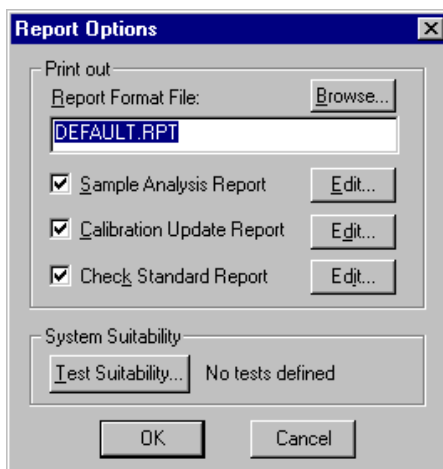 Report Options
Print out
Report Format File:
Browse...
DEFAULT.RPT
Sample Analysis Report
Edit...
Calibration Update Report
Edit...
Check Standard Report
Edit...
System Suitability
Test Suitability...
No tests defined
OK
Cancel